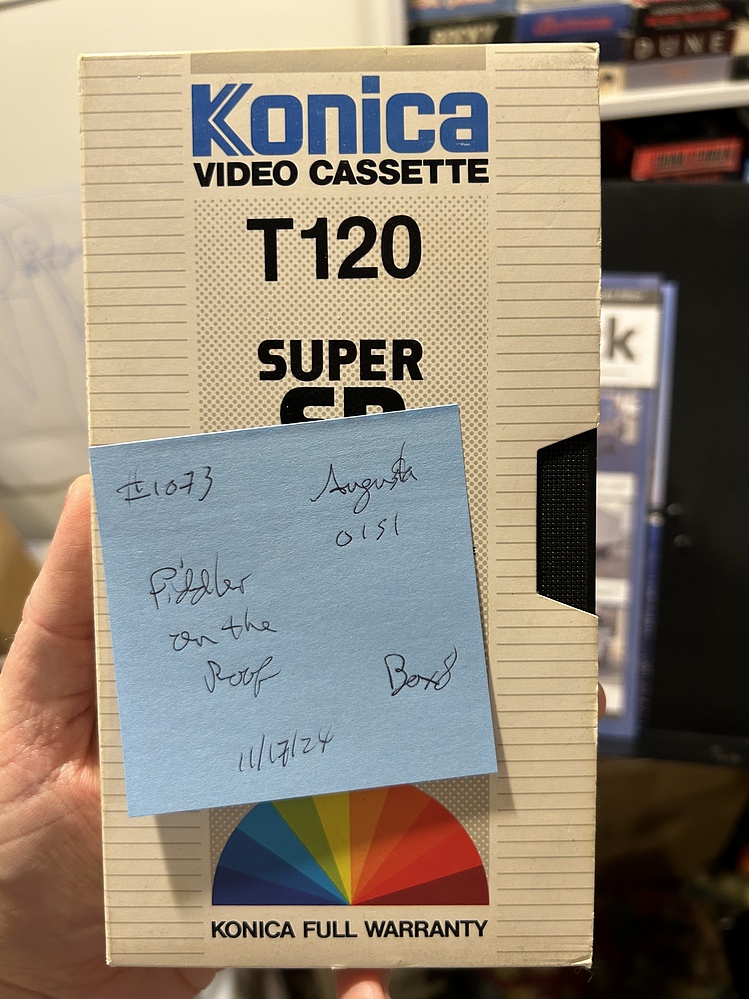 Konica
VIDEO CASSETTE
T120
SUPER
SR
#1073
Augusta
0151
Fiddler
on the
Roof
Box 8
11/17/24
KONICA FULL WARRANTY
DUNE
k